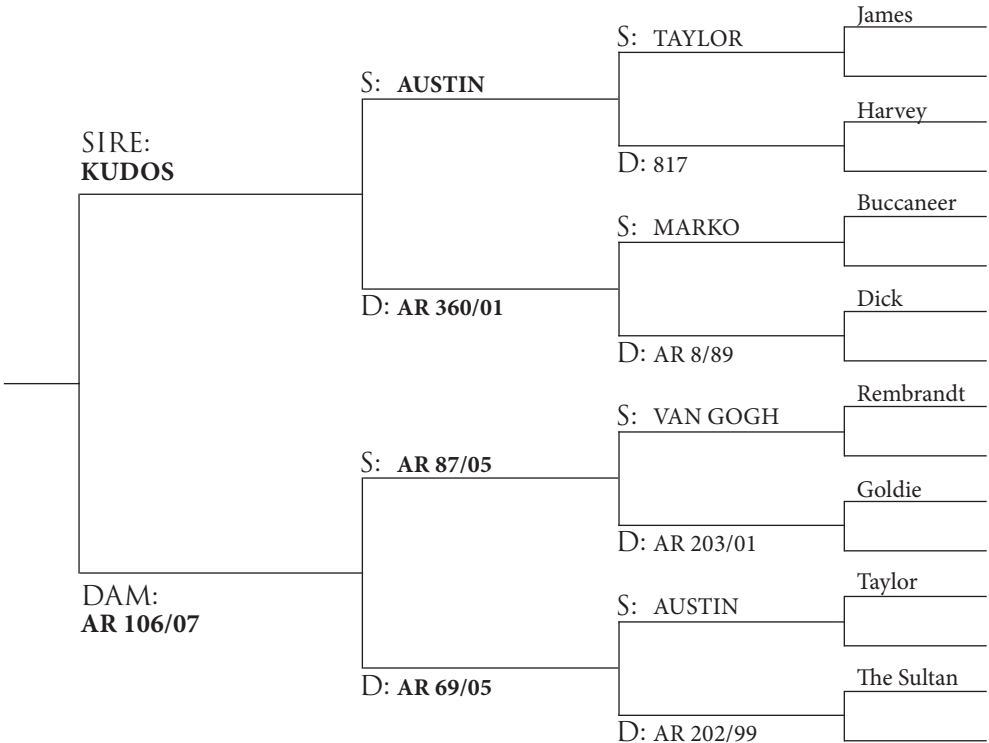 James
S: TAYLOR
S: AUSTIN
Harvey
SIRE:
KUDOS
D: 817
Buccaneer
S: MARKO
D: AR 360/01
Dick
D: AR 8/89
Rembrandt
S: VAN GOGH
S: AR 87/05
Goldie
D: AR 203/01
DAM:
AR 106/07
Taylor
S: AUSTIN
D: AR 69/05
The Sultan
D: AR 202/99